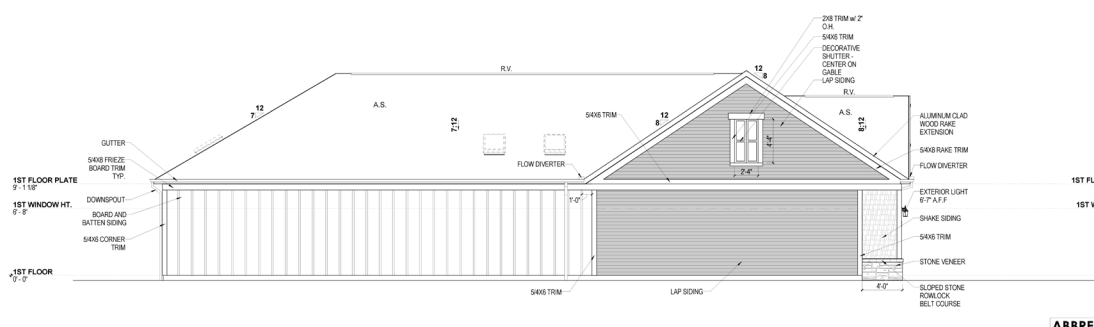 2X8 TRIM w/ 2"
O.H.
5/4X6 TRIM
DECORATIVE
SHUTTER -
CENTER ON
GABLE
LAP SIDING
R.V.
12
8
R.V.
A.S.
12
7
A.S.
7:12
8:12
12
8
5/4X6 TRIM
4'-4"
2'-4"
ALUMINUM CLAD
WOOD RAKE
EXTENSION
GUTTER
5/4X8 FRIEZE
BOARD TRIM
TYP.
FLOW DIVERTER
5/4X8 RAKE TRIM
FLOW DIVERTER
1ST FLOOR PLATE
9' - 1 1/8"
1ST FL
DOWNSPOUT
1'-0"
EXTERIOR LIGHT
6'-7" A.F.F
1ST WINDOW HT.
6' - 8"
1ST W
BOARD AND
BATTEN SIDING
SHAKE SIDING
5/4X6 CORNER
TRIM
5/4X6 TRIM
STONE VENEER
1ST FLOOR
0' - 0"
5/4X6 TRIM
LAP SIDING
4'-0"
SLOPED STONE
ROWLOCK
BELT COURSE
ABBRE